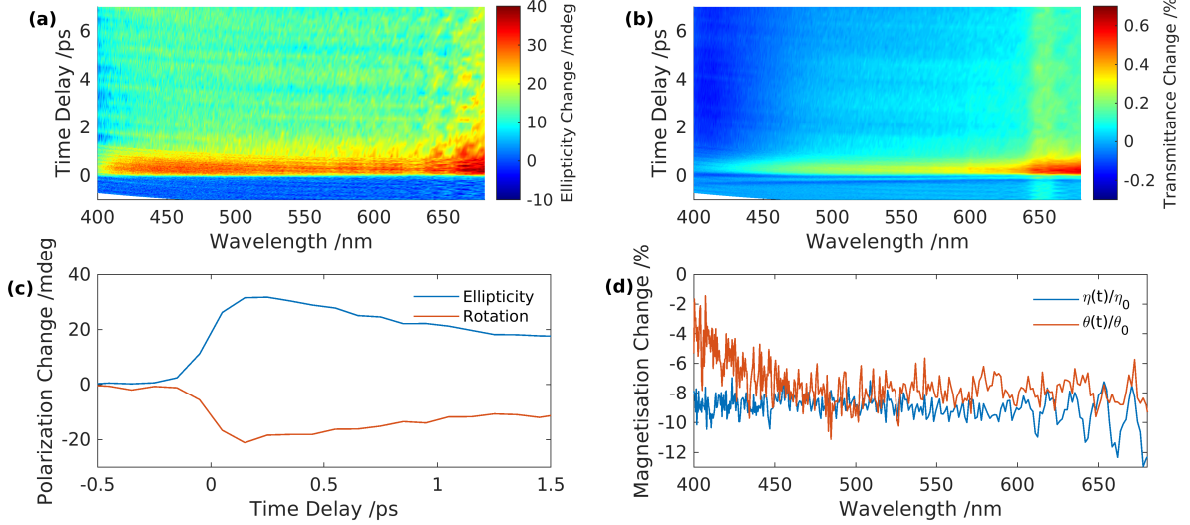 (a)
6
4
2
0
Time Delay /ps
400 450 500 550 600 650
Wavelength /nm
40
30
20
10
0
-10
Ellipticity Change /mdeg
(b)
6
4
2
0
Time Delay /ps
400 450 500 550 600 650
Wavelength /nm
0.6
0.4
0.2
0
-0.2
Transmittance Change /%
(c)
40
20
0
-20
Polarization Change /mdeg
Ellipticity
Rotation
-0.5 0 0.5 1 1.5
Time Delay /ps
(d)
0
-2
-4
-6
-8
-10
-12
Magnetisation Change /%
η(t)/η0
θ(t)/θ0
400 450 500 550 600 650
Wavelength /nm